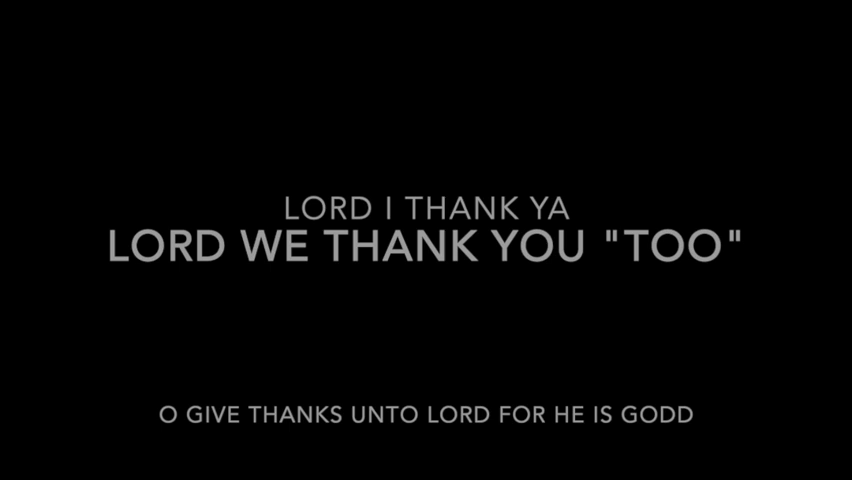 LORD I THANK YA
LORD WE THANK YOU "TOO"
O GIVE THANKS UNTO LORD FOR HE IS GODD